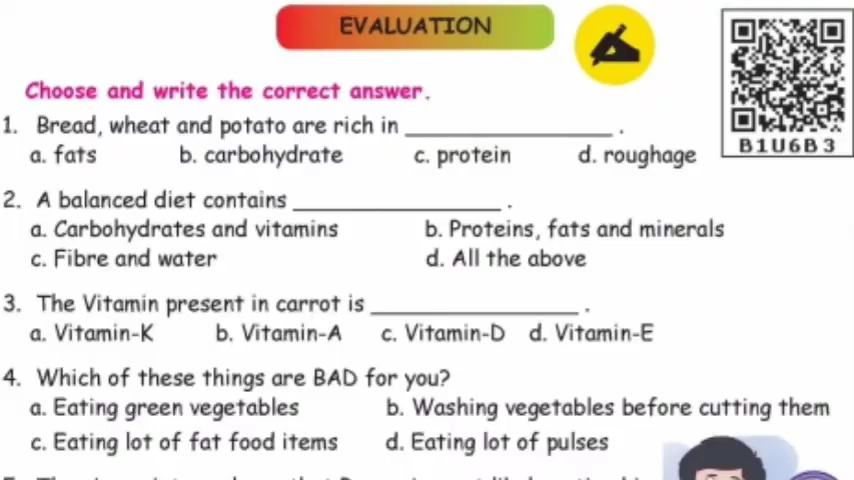 EVALUATION
B1U6B3
Choose and write the correct answer.
1. Bread, wheat and potato are rich in ____________________ .
a. fats b. carbohydrate c. protein d. roughage
2. A balanced diet contains ____________________ .
a. Carbohydrates and vitamins b. Proteins, fats and minerals
c. Fibre and water d. All the above
3. The Vitamin present in carrot is ____________________ .
a. Vitamin-K b. Vitamin-A c. Vitamin-D d. Vitamin-E
4. Which of these things are BAD for you?
a. Eating green vegetables b. Washing vegetables before cutting them
c. Eating lot of fat food items d. Eating lot of pulses